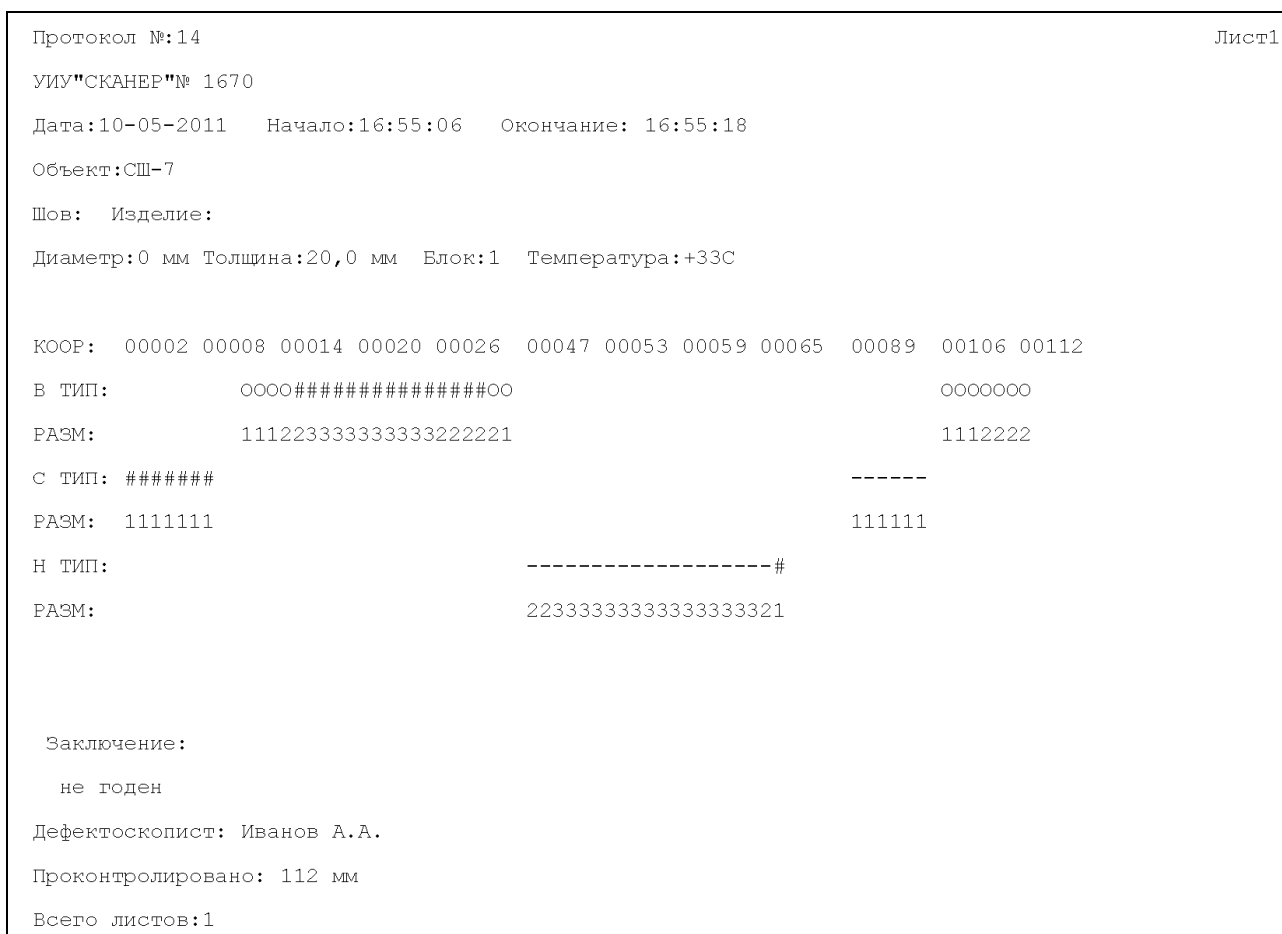 Протокол №:14 Лист1
УИУ"СКАНЕР"№ 1670
Дата:10-05-2011 Начало:16:55:06 Окончание: 16:55:18
Объект:СШ-7
Шов: Изделие:
Диаметр:0 мм Толщина:20,0 мм Блок:1 Температура:+33С
КООР: 00002 00008 00014 00020 00026 00047 00053 00059 00065 00089 00106 00112
В ТИП: OOOO###############OO OOOOOOO
РАЗМ: 111223333333333222221 1112222
С ТИП: ####### ------
РАЗМ: 1111111 111111
Н ТИП: -------------------#
РАЗМ: 22333333333333333321
Заключение:
не годен
Дефектоскопист: Иванов А.А.
Проконтролировано: 112 мм
Всего листов:1